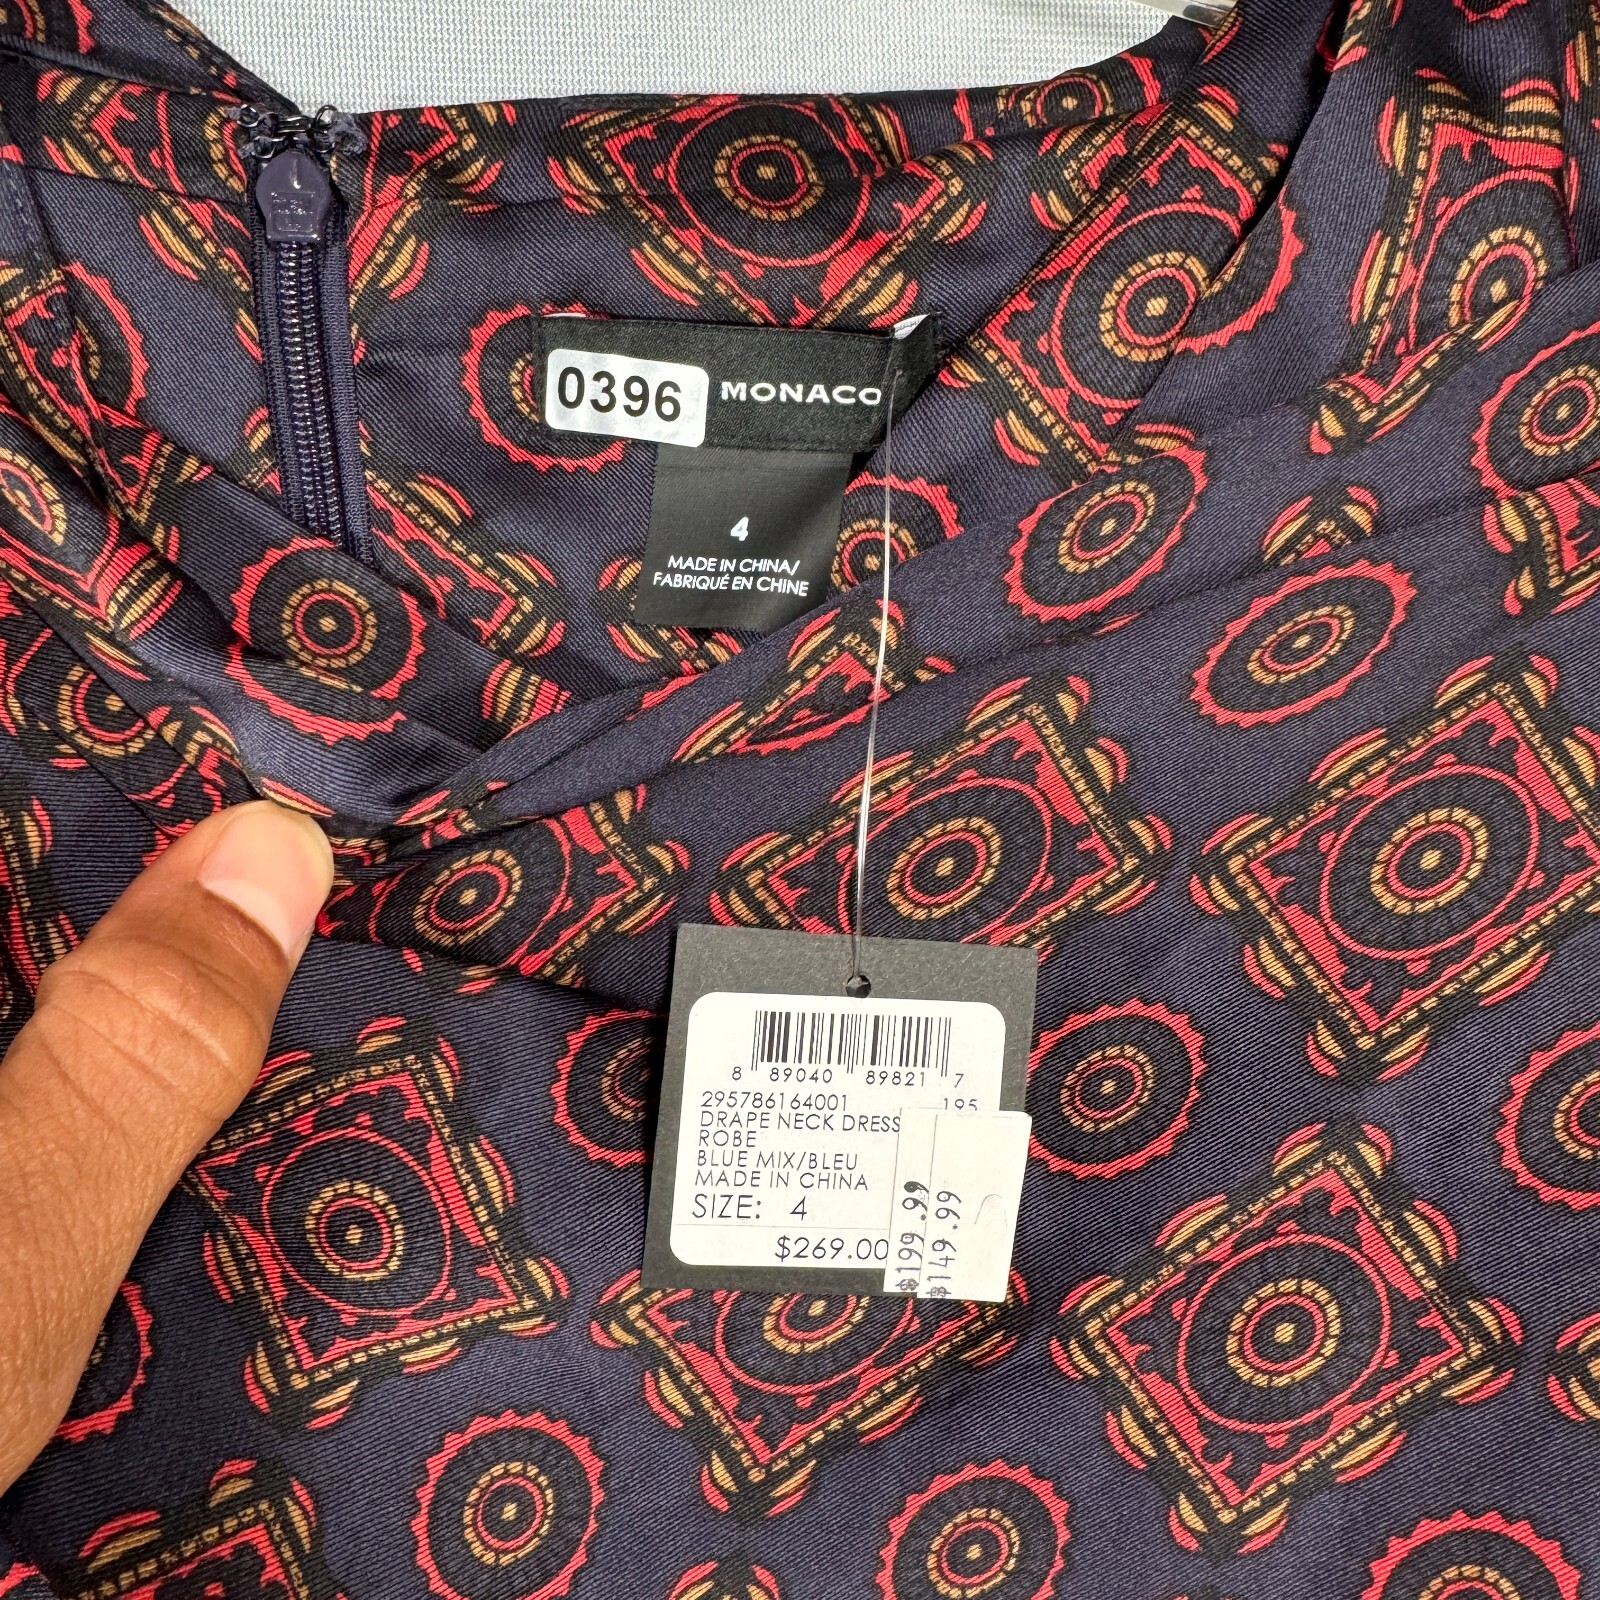 0396 MONACO
4
MADE IN CHINA/
FABRIQUÉ EN CHINE
8 89040 89821 7
295786164001 195
DRAPE NECK DRESS
ROBE
BLUE MIX/BLEU
MADE IN CHINA
SIZE: 4
$269.00
$199.99
$149.99